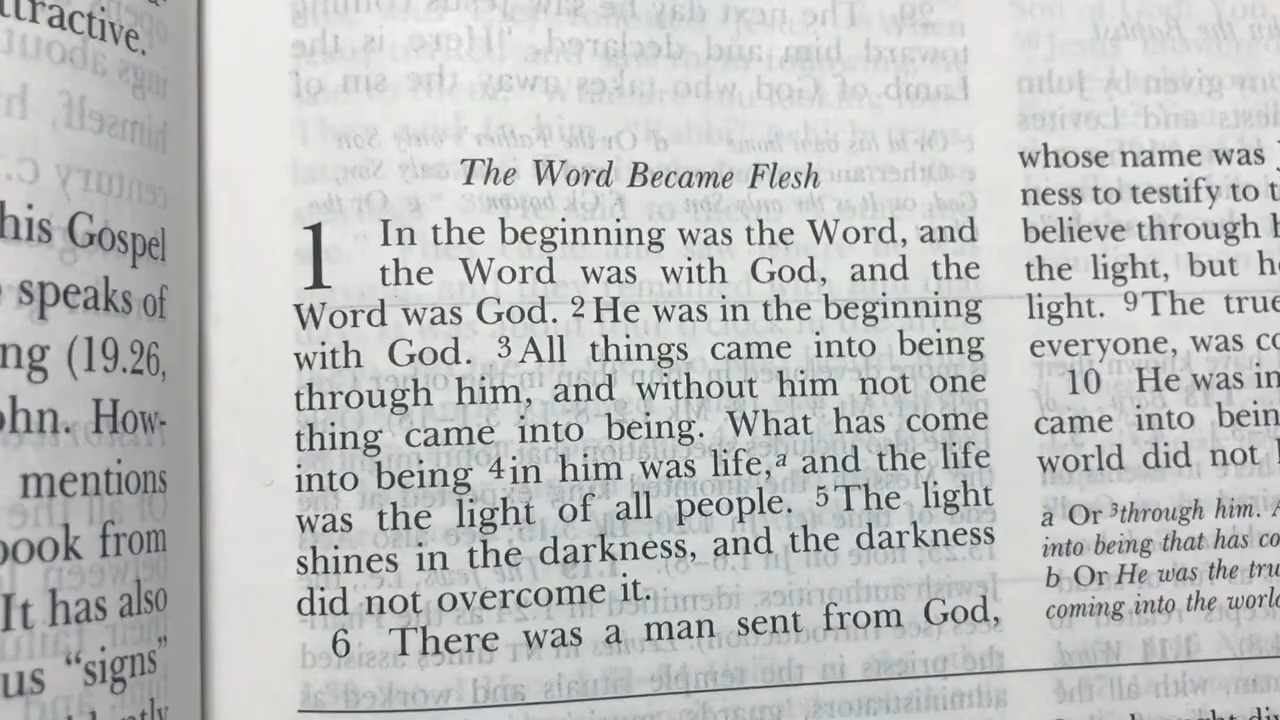 ttractive.
his Gospel
speaks of
ng (19.26,
ohn. How-
mentions
book from
It has also
us “signs”
The Word Became Flesh
1 In the beginning was the Word, and
the Word was with God, and the
Word was God. 2 He was in the beginning
with God. 3 All things came into being
through him, and without him not one
thing came into being. What has come
into being 4 in him was life,a and the life
was the light of all people. 5 The light
shines in the darkness, and the darkness
did not overcome it.
6 There was a man sent from God,
whose name was
ness to testify to t
believe through h
the light, but he
light. 9 The true
everyone, was co
10 He was in
came into bein
world did not
a Or 3through him. A
into being that has co
b Or He was the tru
coming into the world